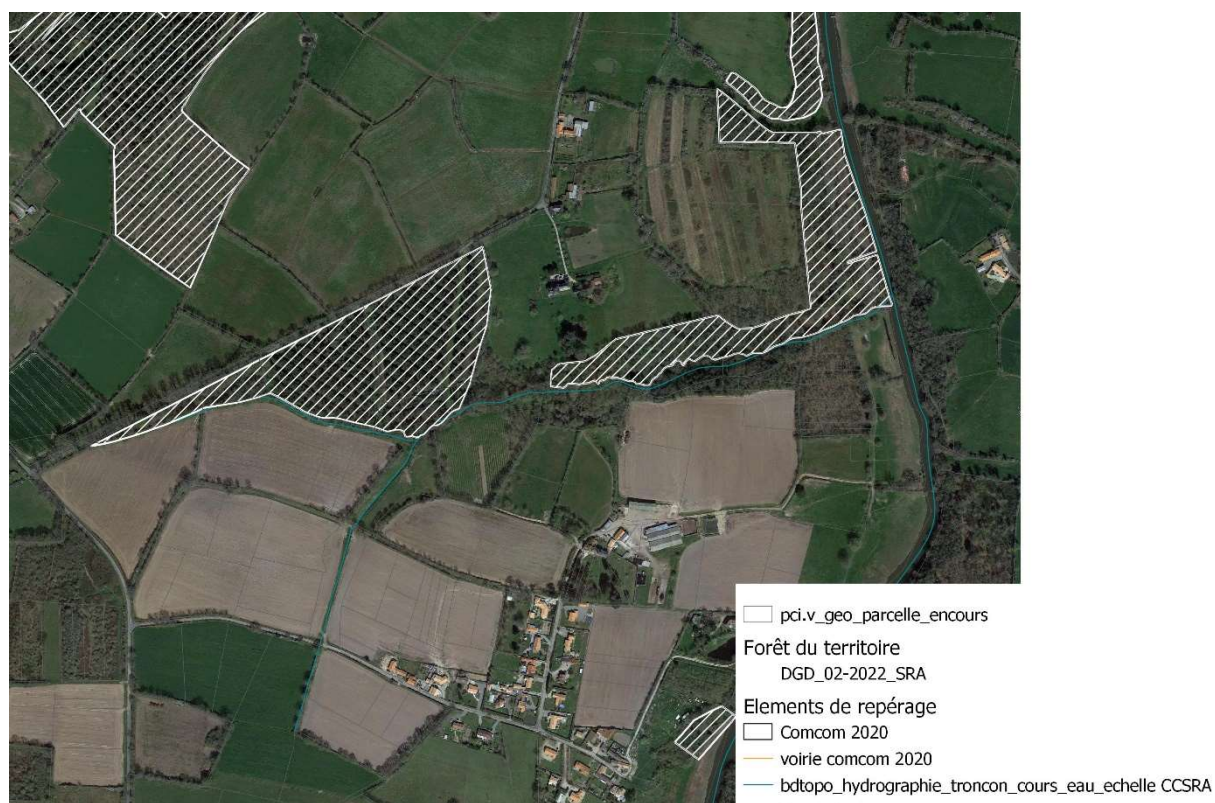 pci.v_geo_parcelle_encours
Forêt du territoire
DGD_02-2022_SRA
Elements de repérage
Comcom 2020
voirie comcom 2020
bdtopo_hydrographie_troncon_cours_eau_echelle CCSRA